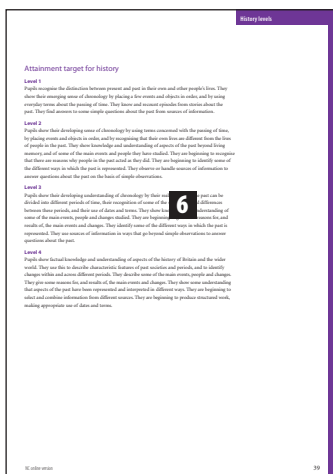 History levels
Attainment target for history
Level 1
Pupils recognise the distinction between present and past in their own and other people's lives. They
show their emerging sense of chronology by placing a few events and objects in order, and by using
everyday terms about the passing of time. They know and recount episodes from stories about the
past. They find answers to some simple questions about the past from sources of information.
Level 2
Pupils show their developing sense of chronology by using terms concerned with the passing of time,
by placing events and objects in order, and by recognising that their own lives are different from the lives
of people in the past. They show knowledge and understanding of aspects of the past beyond living
memory, and of some of the main events and people they have studied. They are beginning to recognise
that there are reasons why people in the past acted as they did. They are beginning to identify some of
the different ways in which the past is represented. They observe or handle sources of information to
answer questions about the past on the basis of simple observations.
Level 3
Pupils show their developing understanding of chronology by their past can be
divided into different periods of time, their recognition of some of the differences
between these periods, and their use of dates and terms. They show understanding of
some of the main events, people and changes studied. They are beginning reasons for, and
results of, the main events and changes. They identify some of the different ways in which the past is
represented. They use sources of information in ways that go beyond simple observations to answer
questions about the past.
6
Level 4
Pupils show factual knowledge and understanding of aspects of the history of Britain and the wider
world. They use this to describe characteristic features of past societies and periods, and to identify
changes within and across different periods. They describe some of the main events, people and changes.
They give some reasons for, and results of, the main events and changes. They show some understanding
that aspects of the past have been represented and interpreted in different ways. They are beginning to
select and combine information from different sources. They are beginning to produce structured work,
making appropriate use of dates and terms.
NC online version
39